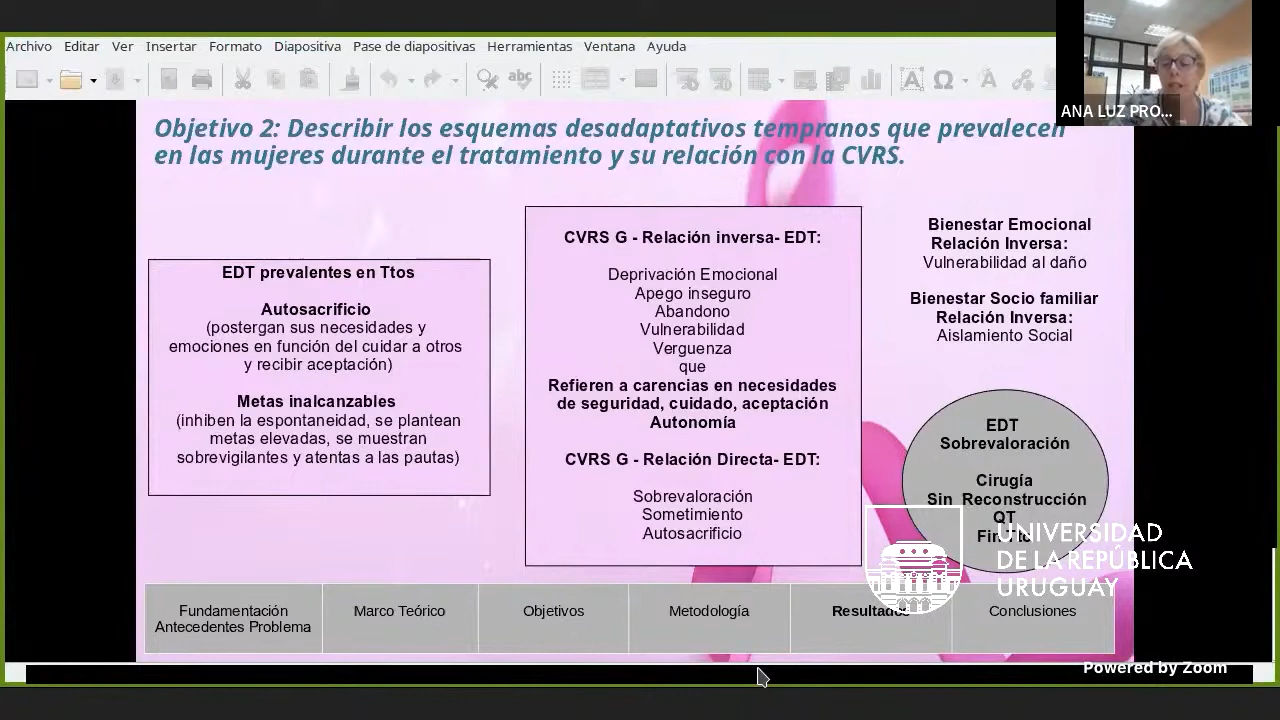 Archivo Editar Ver Insertar Formato Diapositiva Pase de diapositivas Herramientas Ventana Ayuda
ANA LUZ PRO...
Objetivo 2: Describir los esquemas desadaptativos tempranos que prevalecen
en las mujeres durante el tratamiento y su relación con la CVRS.
EDT prevalentes en Ttos
Autosacrificio
(postergan sus necesidades y
emociones en función del cuidar a otros
y recibir aceptación)
Metas inalcanzables
(inhiben la espontaneidad, se plantean
metas elevadas, se muestran
sobrevigilantes y atentas a las pautas)
CVRS G - Relación inversa- EDT:
Deprivación Emocional
Apego inseguro
Abandono
Vulnerabilidad
Verguenza
que
Refieren a carencias en necesidades
de seguridad, cuidado, aceptación
Autonomía
CVRS G - Relación Directa- EDT:
Sobrevaloración
Sometimiento
Autosacrificio
Bienestar Emocional
Relación Inversa:
Vulnerabilidad al daño
Bienestar Socio familiar
Relación Inversa:
Aislamiento Social
EDT
Sobrevaloración
Cirugía
Sin Reconstrucción
QT
Fin Tto
UNIVERSIDAD
DE LA REPÚBLICA
URUGUAY
Fundamentación
Antecedentes Problema
Marco Teórico
Objetivos
Metodología
Resultados
Conclusiones
Powered by Zoom